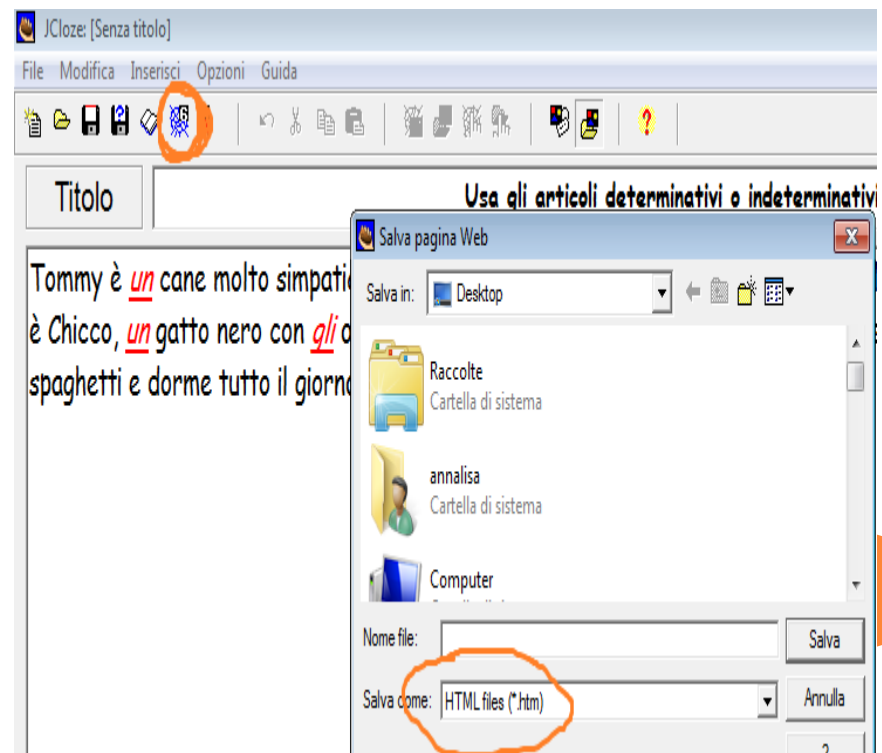 JCloze: [Senza titolo]
File Modifica Inserisci Opzioni Guida
6
?
Titolo
Usa gli articoli determinativi o indeterminativi
Tommy è un cane molto simpatic
è Chicco, un gatto nero con gli
spaghetti e dorme tutto il giorno
Salva pagina Web
Salva in: Desktop
Raccolte
Cartella di sistema
annalisa
Cartella di sistema
Computer
Nome file:
Salva
Salva come: HTML files (*.htm)
Annulla
?